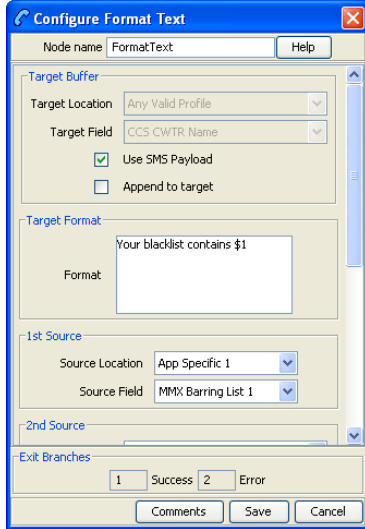 Configure Format Text
Node name FormatText Help
Target Buffer
Target Location Any Valid Profile
Target Field CCS CWTR Name
Use SMS Payload
Append to target
Target Format
Your blacklist contains $1
Format
1st Source
Source Location App Specific 1
Source Field MMX Barring List 1
2nd Source
Exit Branches
1 Success 2 Error
Comments Save Cancel